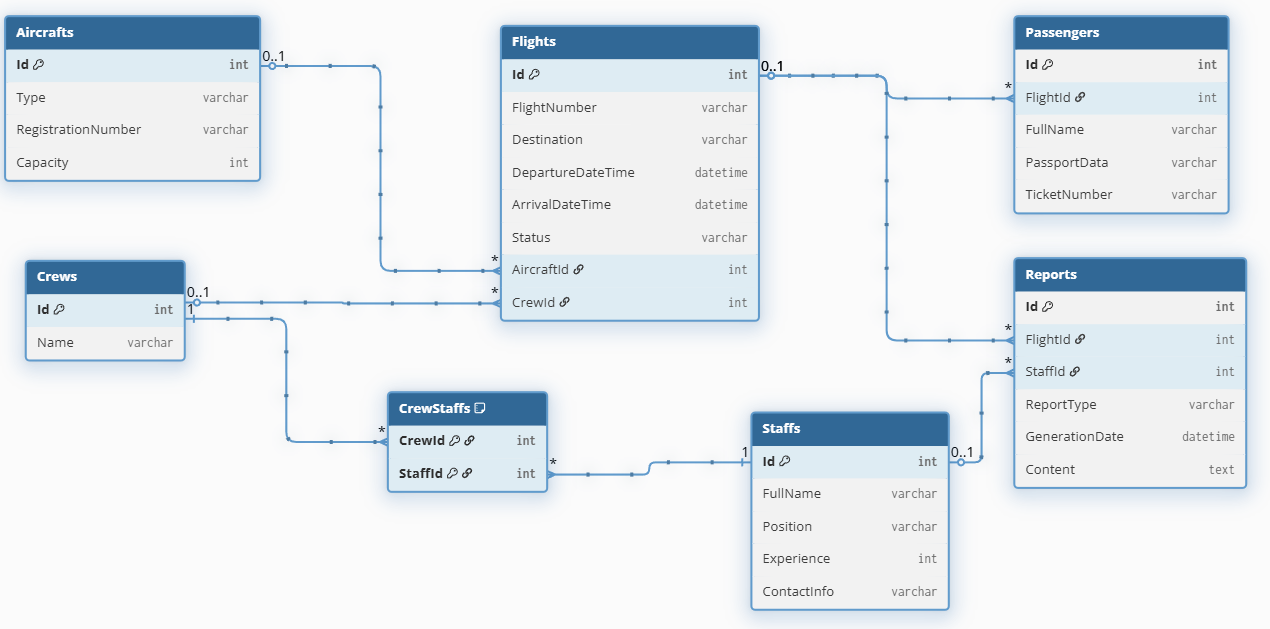 Aircrafts
Id int
Type varchar
RegistrationNumber varchar
Capacity int
0..1
Flights
Id int
FlightNumber varchar
Destination varchar
DepartureDateTime datetime
ArrivalDateTime datetime
Status varchar
AircraftId int
CrewId int
*
*
0..1
Passengers
Id int
FlightId int
FullName varchar
PassportData varchar
TicketNumber varchar
*
Crews
Id int
Name varchar
0..1
1
Reports
Id int
FlightId int
StaffId int
ReportType varchar
GenerationDate datetime
Content text
*
*
CrewStaffs
CrewId int
StaffId int
*
*
Staffs
Id int
FullName varchar
Position varchar
Experience int
ContactInfo varchar
1
0..1